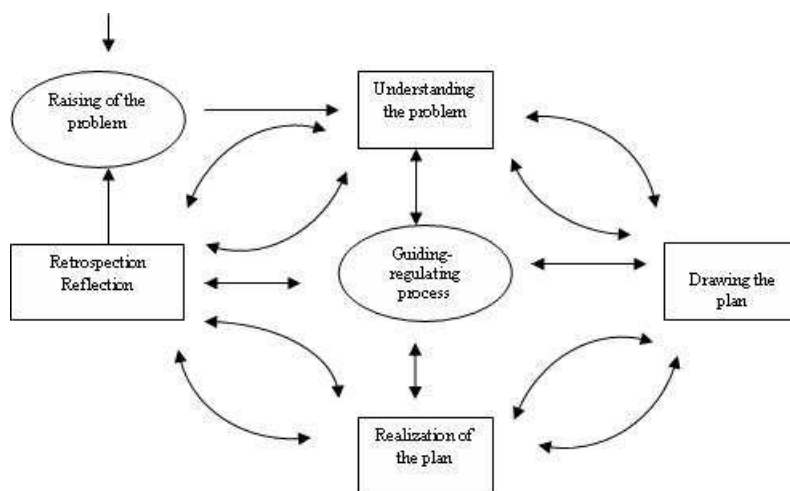 Raising of the
problem
Understanding
the problem
Retrospection
Reflection
Guiding-
regulating
process
Drawing the
plan
Realization of
the plan